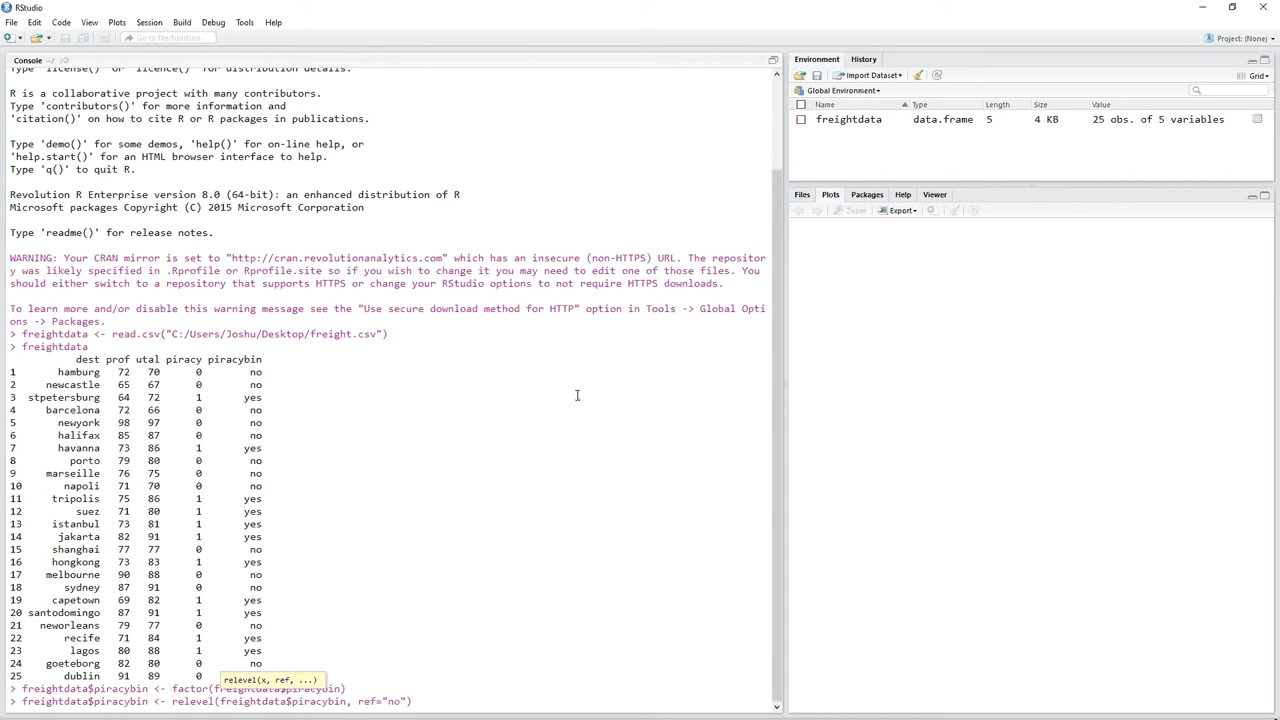 RStudio
File Edit Code View Plots Session Build Debug Tools Help
Go to file/function
Project: (None)
Console ~/
Type 'license()' or 'licence()' for distribution details.
R is a collaborative project with many contributors.
Type 'contributors()' for more information and
'citation()' on how to cite R or R packages in publications.
Type 'demo()' for some demos, 'help()' for on-line help, or
'help.start()' for an HTML browser interface to help.
Type 'q()' to quit R.
Revolution R Enterprise version 8.0 (64-bit): an enhanced distribution of R
Microsoft packages Copyright (C) 2015 Microsoft Corporation
Type 'readme()' for release notes.
WARNING: Your CRAN mirror is set to "http://cran.revolutionanalytics.com" which has an insecure (non-HTTPS) URL. The repositor
y was likely specified in .Rprofile or Rprofile.site so if you wish to change it you may need to edit one of those files. You
should either switch to a repository that supports HTTPS or change your RStudio options to not require HTTPS downloads.
To learn more and/or disable this warning message see the "Use secure download method for HTTP" option in Tools -> Global Opti
ons -> Packages.
> freightdata <- read.csv("C:/Users/Joshu/Desktop/freight.csv")
> freightdata
dest prof utal piracy piracybin
1 hamburg 72 70 0 no
2 newcastle 65 67 0 no
3 stpetersburg 64 72 1 yes
4 barcelona 72 66 0 no
5 newyork 98 97 0 no
6 halifax 85 87 0 no
7 havanna 73 86 1 yes
8 porto 79 80 0 no
9 marseille 76 75 0 no
10 napoli 71 70 0 no
11 tripolis 75 86 1 yes
12 suez 71 80 1 yes
13 istanbul 73 81 1 yes
14 jakarta 82 91 1 yes
15 shanghai 77 77 0 no
16 hongkong 73 83 1 yes
17 melbourne 90 88 0 no
18 sydney 87 91 0 no
19 capetown 69 82 1 yes
20 santodomingo 87 91 1 yes
21 neworleans 79 77 0 no
22 recife 71 84 1 yes
23 lagos 80 88 1 yes
24 goeteborg 82 80 0 no
25 dublin 91 89 0
relevel(x, ref, ...)
> freightdata$piracybin <- factor(freightdata$piracybin)
> freightdata$piracybin <- relevel(freightdata$piracybin, ref="no")
Environment History
Import Dataset
Grid
Global Environment
Name Type Length Size Value
freightdata data.frame 5 4 KB 25 obs. of 5 variables
Files Plots Packages Help Viewer
Zoom Export